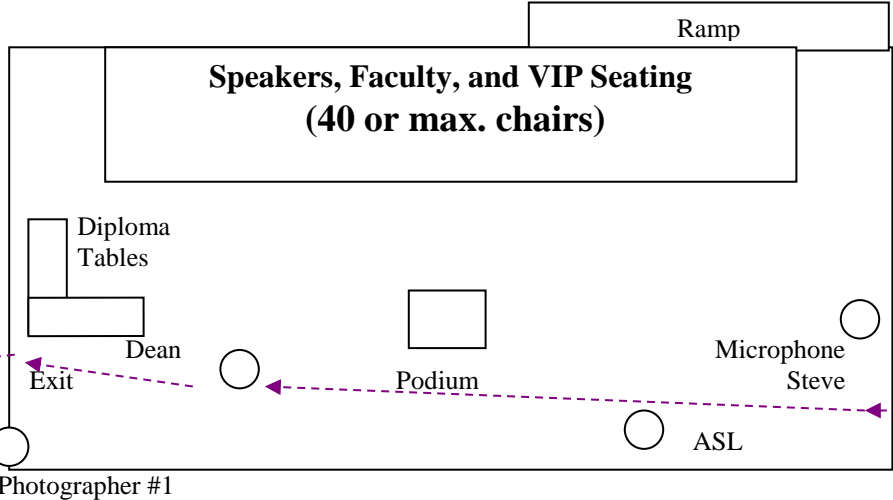 Ramp
Speakers, Faculty, and VIP Seating
(40 or max. chairs)
Diploma
Tables
Dean
Exit
Podium
Microphone
Steve
ASL
Photographer #1